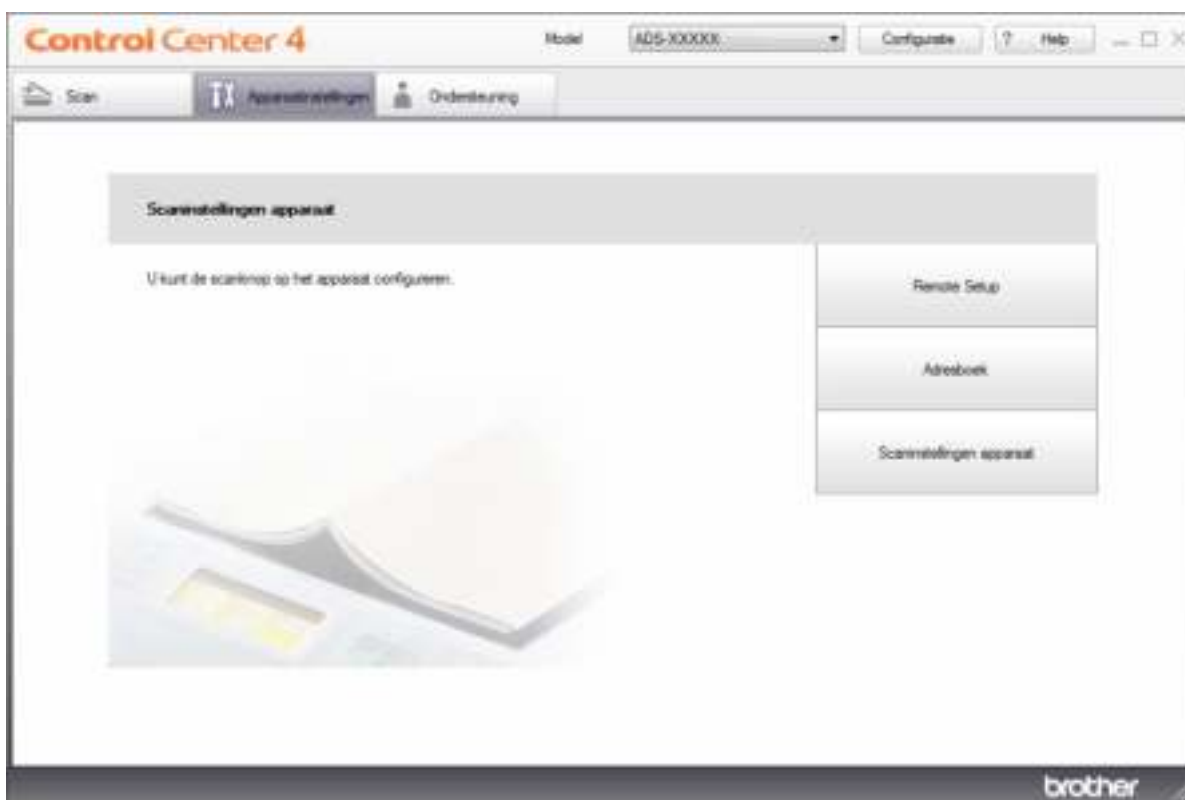 Control Center 4
Model ADS-XXXXX Configuratie ? Help
Scan Apparaatinstellingen Ondersteuning
Scaninstellingen apparaat
U kunt de scanknop op het apparaat configureren.
Remote Setup
Adresboek
Scaninstellingen apparaat
brother